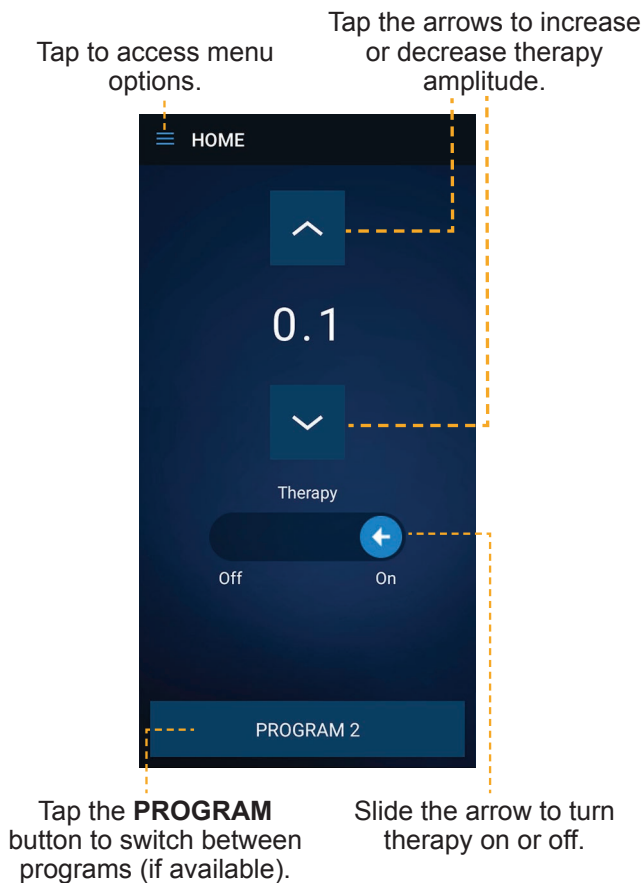 Tap to access menu
options.
Tap the arrows to increase
or decrease therapy
amplitude.
HOME
0.1
Therapy
Off
On
PROGRAM 2
Tap the PROGRAM
button to switch between
programs (if available).
Slide the arrow to turn
therapy on or off.